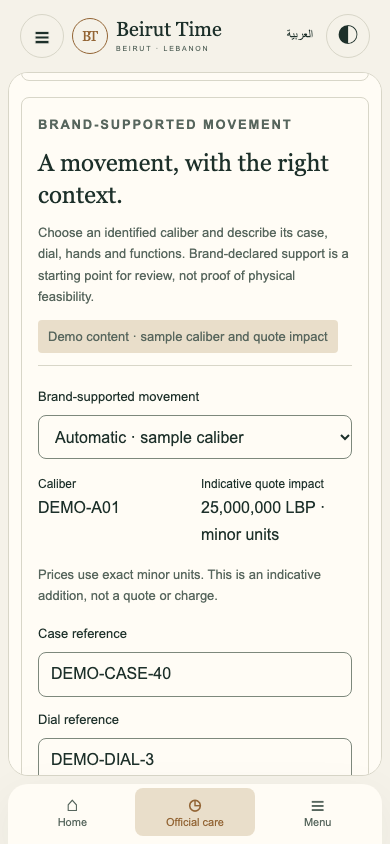 BT
Beirut Time
BEIRUT · LEBANON
العربية
BRAND-SUPPORTED MOVEMENT
A movement, with the right
context.
Choose an identified caliber and describe its case,
dial, hands and functions. Brand-declared support is a
starting point for review, not proof of physical
feasibility.
Demo content · sample caliber and quote impact
Brand-supported movement
Automatic · sample caliber
Caliber
DEMO-A01
Indicative quote impact
25,000,000 LBP ·
minor units
Prices use exact minor units. This is an indicative
addition, not a quote or charge.
Case reference
DEMO-CASE-40
Dial reference
DEMO-DIAL-3
Home
Official care
Menu